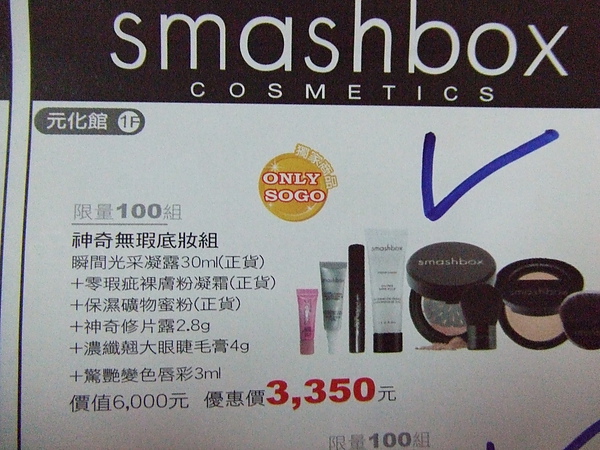 smashbox
COSMETICS
元化館 1F
獨家商品
ONLY
SOGO
限量100組
神奇無瑕底妝組
瞬間光采凝露30ml(正貨)
+零瑕疵裸膚粉凝霜(正貨)
+保濕礦物蜜粉(正貨)
+神奇修片露2.8g
+濃纖翹大眼睫毛膏4g
+驚艷變色唇彩3ml
價值6,000元 優惠價3,350元
smashbox
smashbox
限量100組